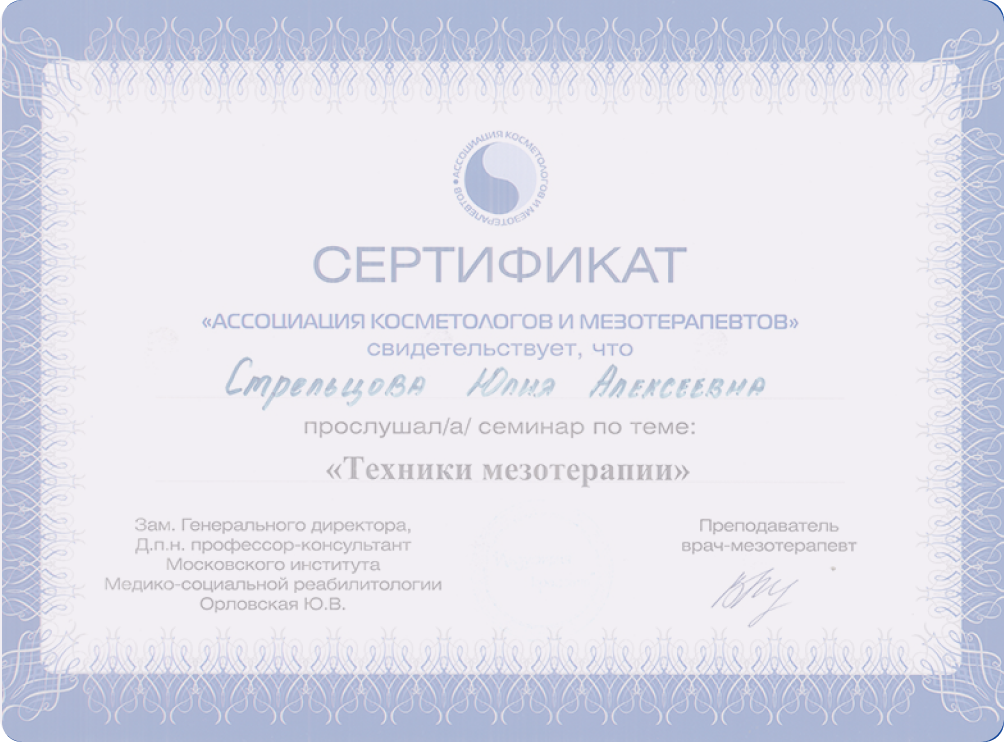 АССОЦИАЦИЯ КОСМЕТОЛОГОВ И МЕЗОТЕРАПЕВТОВ
СЕРТИФИКАТ
«АССОЦИАЦИЯ КОСМЕТОЛОГОВ И МЕЗОТЕРАПЕВТОВ»
свидетельствует, что
Стрельцова Юлия Алексеевна
прослушал/а/ семинар по теме:
«Техники мезотерапии»
Зам. Генерального директора,
Д.п.н. профессор-консультант
Московского института
Медико-социальной реабилитологии
Орловская Ю.В.
Преподаватель
врач-мезотерапевт